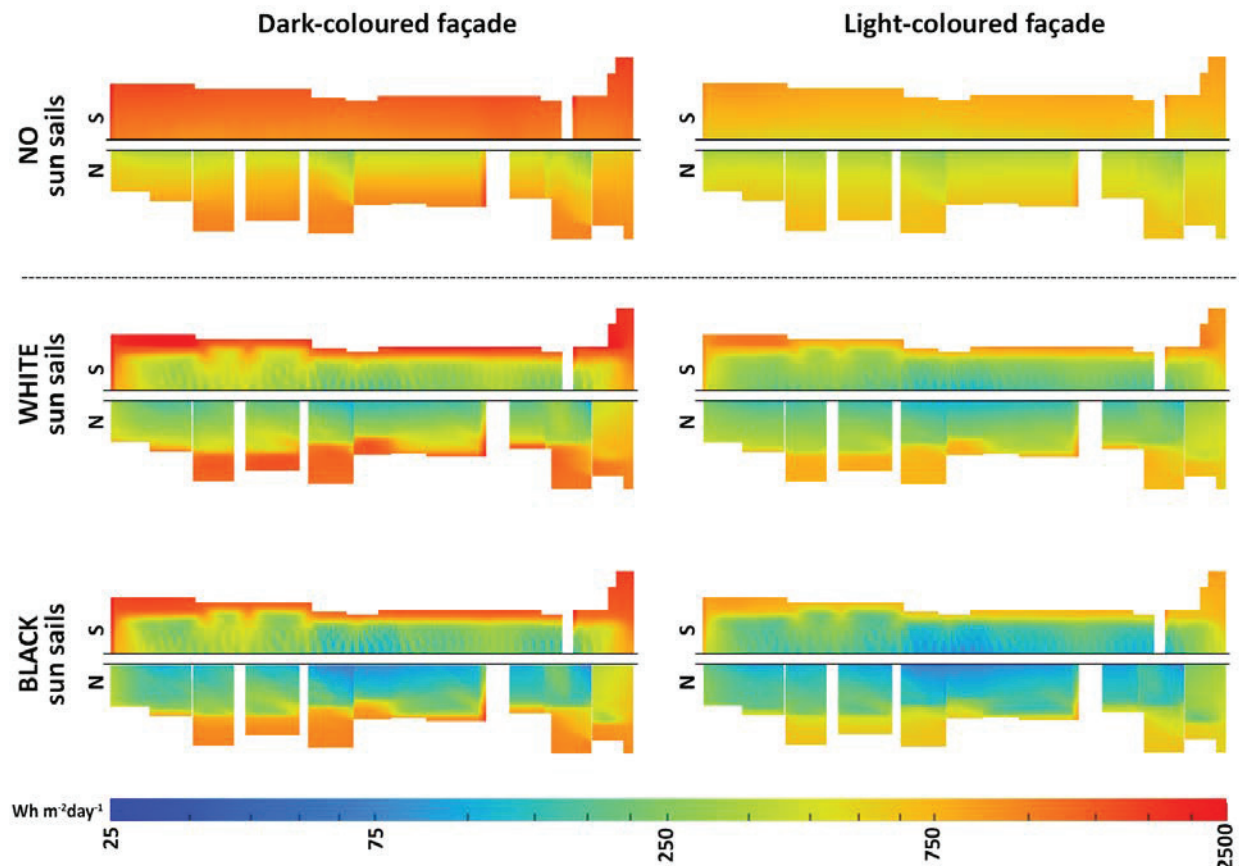 Dark-coloured façade
Light-coloured façade
NO
sun sails
S
N
S
N
WHITE
sun sails
S
N
S
N
BLACK
sun sails
S
N
S
N
Wh m⁻²day⁻¹
25
75
250
750
2500